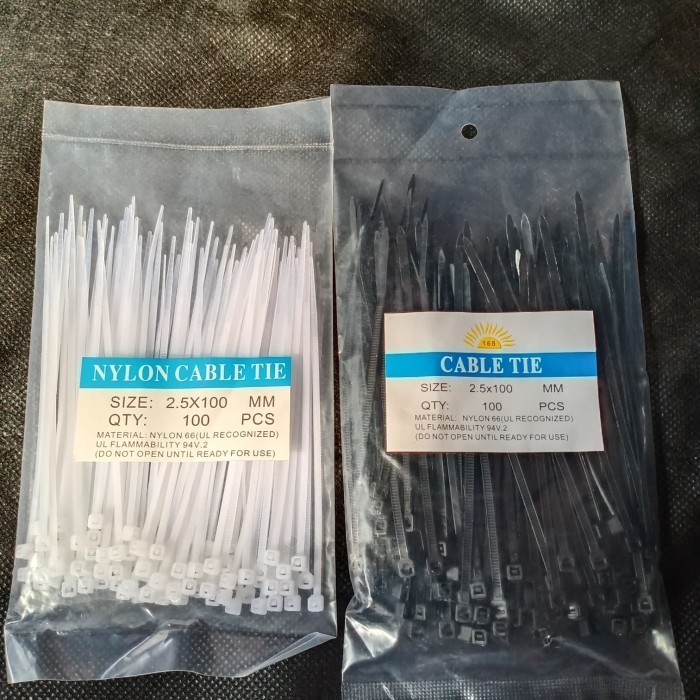 NYLON CABLE TIE
SIZE: 2.5X100 MM
QTY: 100 PCS
MATERIAL: NYLON 66(UL RECOGNIZED)
UL FLAMMABILITY 94V.2
(DO NOT OPEN UNTIL READY FOR USE)
168
CABLE TIE
SIZE: 2.5x100 MM
QTY: 100 PCS
MATERIAL: NYLON 66(UL RECOGNIZED)
UL FLAMMABILITY 94V.2
(DO NOT OPEN UNTIL READY FOR USE)